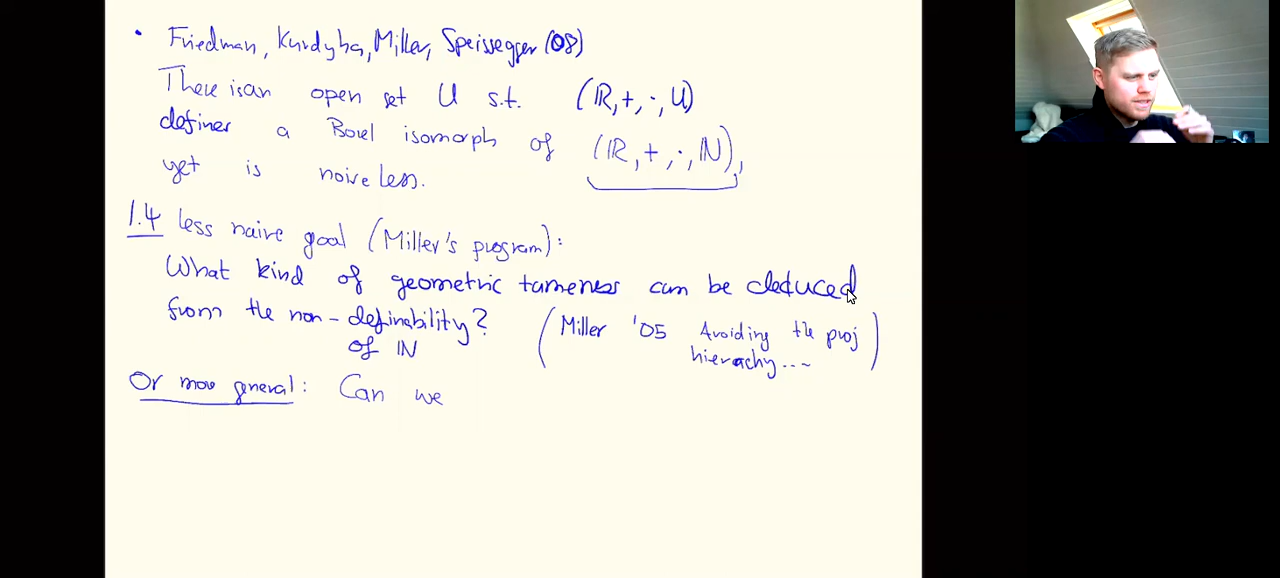 • Friedman, Kurdyka, Miller, Speissegger (08)
There is an open set U s.t. (ℝ,+,·,U)
defines a Borel isomorph of (ℝ,+,·,ℕ),
yet is noiseless.
1.4 less naive goal (Miller's program):
What kind of geometric tameness can be deduced
from the non-definability?
of ℕ
(Miller '05 Avoiding the proj
hierachy...)
Or more general: Can we